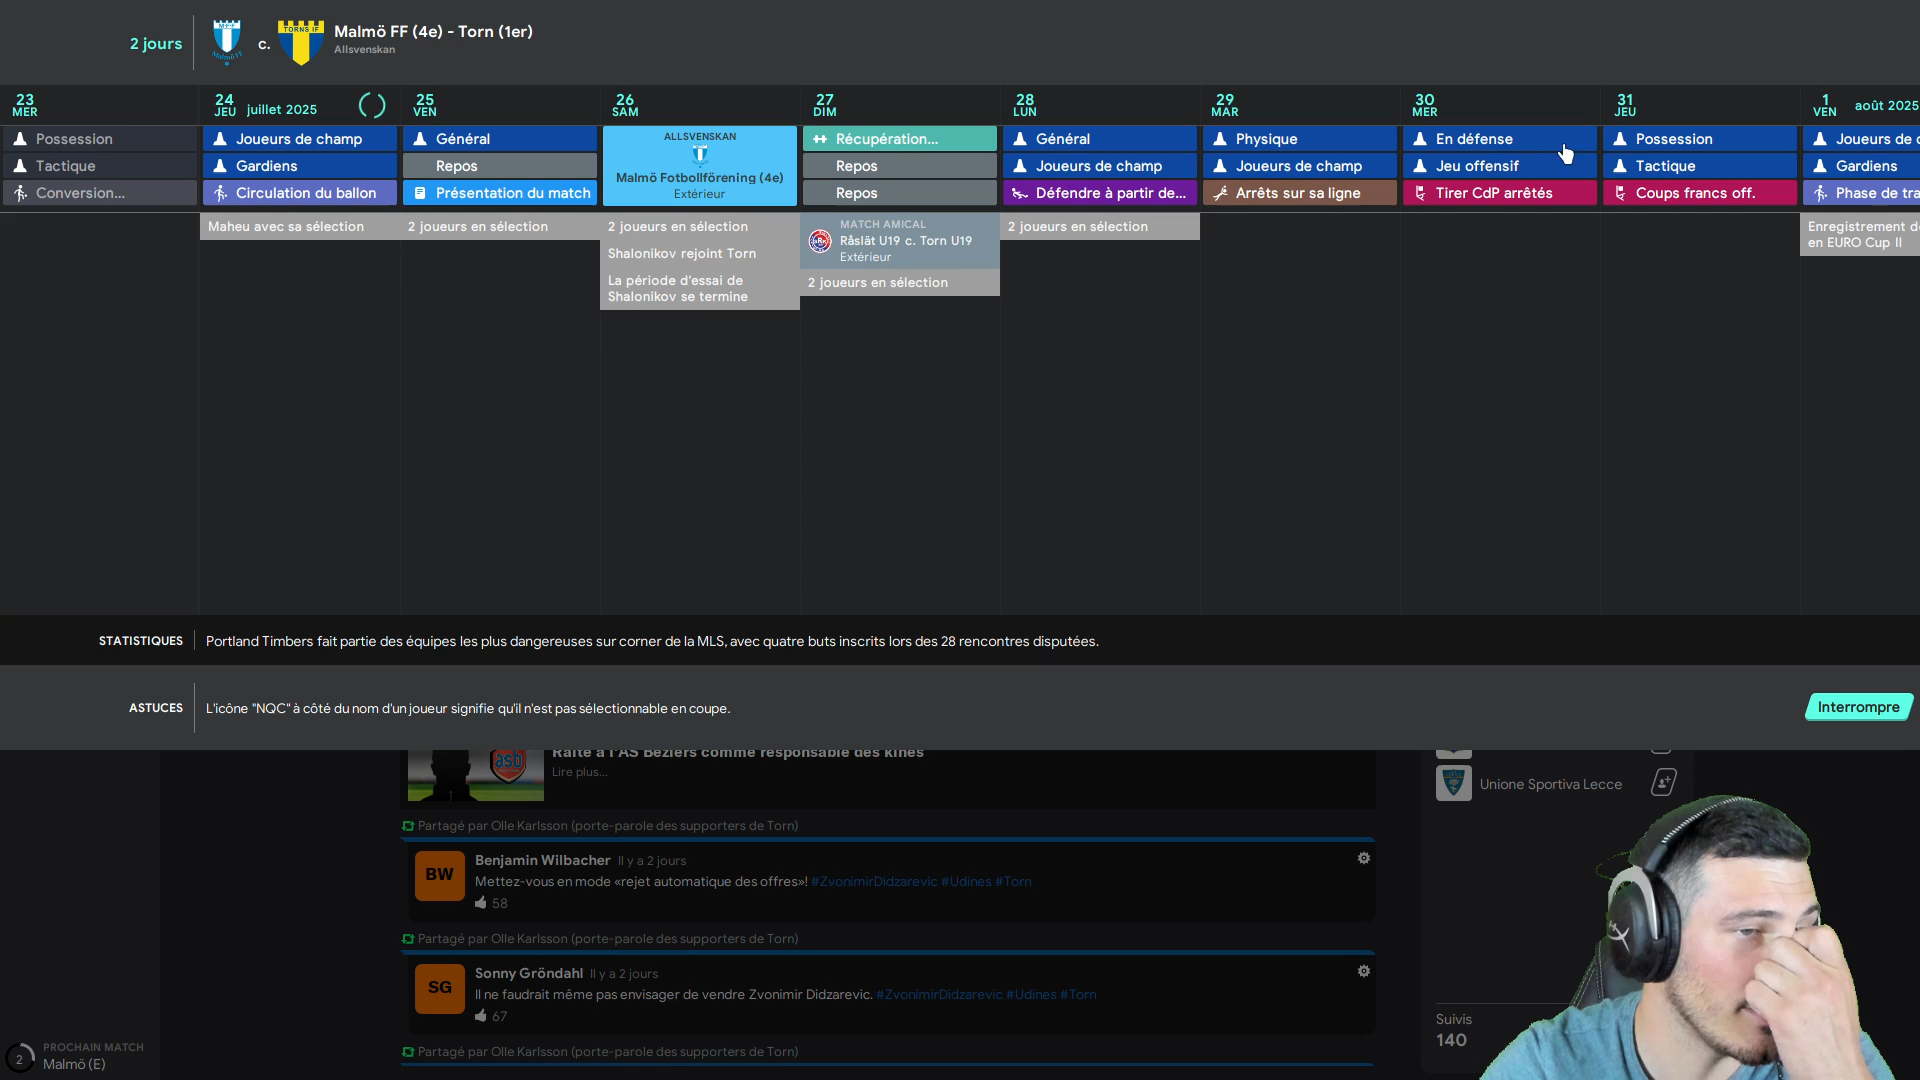 2 jours
c.
TORNS IF
Malmö FF (4e) - Torn (1er)
Allsvenskan
23
MER
24
JEU juillet 2025
25
VEN
26
SAM
27
DIM
28
LUN
29
MAR
30
MER
31
JEU
1
VEN août 2025
Possession
Tactique
Conversion...
Joueurs de champ
Gardiens
Circulation du ballon
Général
Repos
Présentation du match
ALLSVENSKAN
Malmö Fotbollförening (4e)
Extérieur
Récupération...
Repos
Repos
Général
Joueurs de champ
Défendre à partir de...
Physique
Joueurs de champ
Arrêts sur sa ligne
En défense
Jeu offensif
Tirer CdP arrêtés
Possession
Tactique
Coups francs off.
Joueurs de c
Gardiens
Phase de tra
Maheu avec sa sélection
2 joueurs en sélection
2 joueurs en sélection
Shalonikov rejoint Torn
La période d'essai de
Shalonikov se termine
MATCH AMICAL
Råslät U19 c. Torn U19
Extérieur
2 joueurs en sélection
2 joueurs en sélection
Enregistrement d
en EURO Cup II
STATISTIQUES
Portland Timbers fait partie des équipes les plus dangereuses sur corner de la MLS, avec quatre buts inscrits lors des 28 rencontres disputées.
ASTUCES
L'icône "NQC" à côté du nom d'un joueur signifie qu'il n'est pas sélectionnable en coupe.
Interrompre
asb
à l'AS Béziers comme responsable des kinés
Lire plus...
Unione Sportiva Lecce
Partagé par Olle Karlsson (porte-parole des supporters de Torn)
BW
Benjamin Wilbacher Il y a 2 jours
Mettez-vous en mode «rejet automatique des offres»! #ZvonimirDidzarevic #Udines #Torn
58
Partagé par Olle Karlsson (porte-parole des supporters de Torn)
SG
Sonny Gröndahl Il y a 2 jours
Il ne faudrait même pas envisager de vendre Zvonimir Didzarevic. #ZvonimirDidzarevic #Udines #Torn
67
Partagé par Olle Karlsson (porte-parole des supporters de Torn)
Suivis
140
2
PROCHAIN MATCH
Malmö (E)